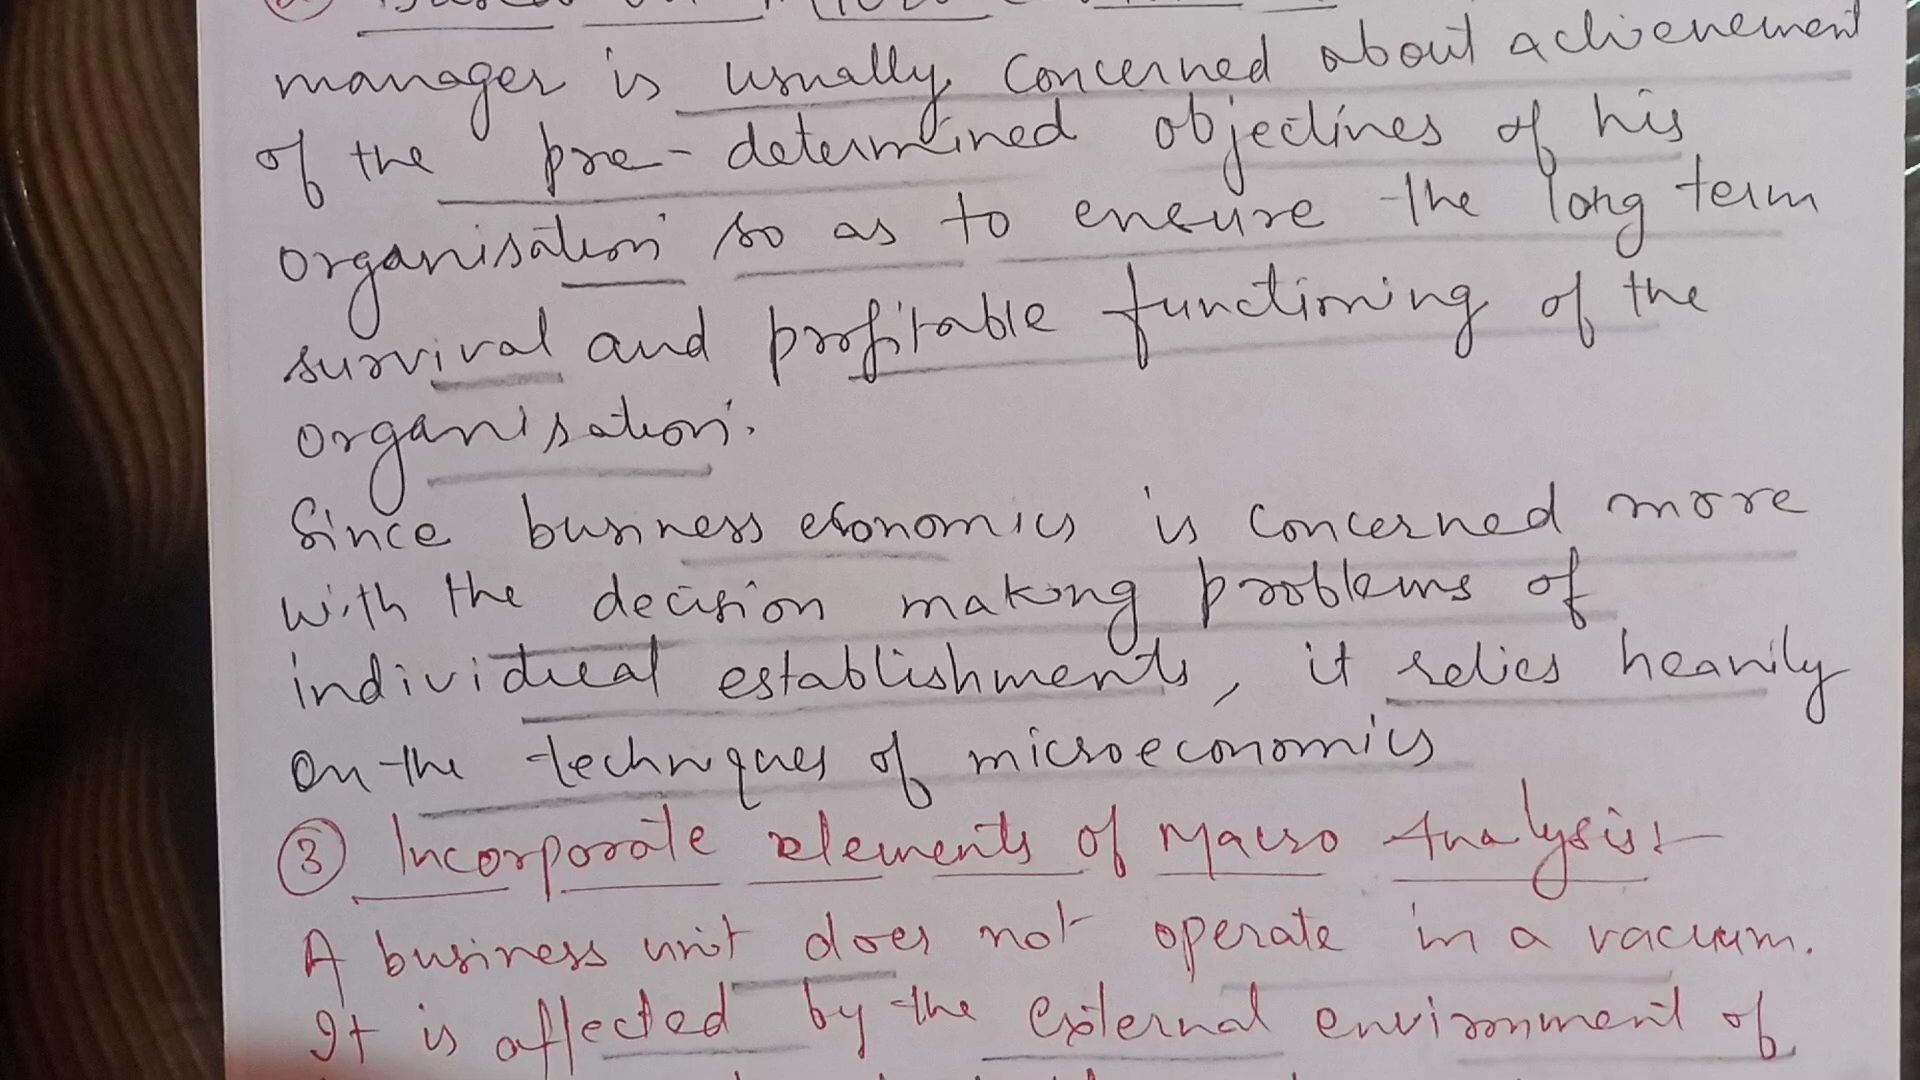 manager is usually concerned about achievement
of the pre-determined objectives of his
organisation so as to ensure the long term
survival and profitable functioning of the
organisation.
Since business economics is concerned more
with the decision making problems of
individual establishments, it relies heavily
on the techniques of microeconomics
③ Incorporate elements of Macro Analysis:-
A business unit does not operate in a vacuum.
It is affected by the external environment of